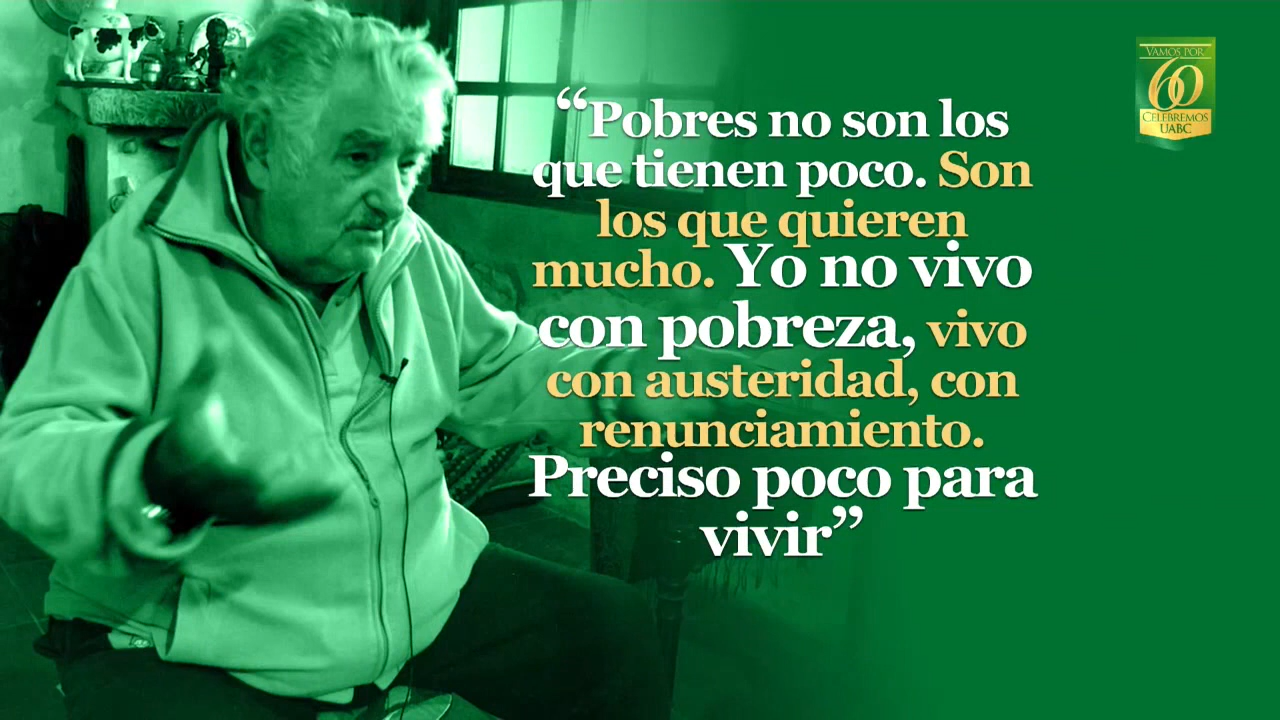 “Pobres no son los
que tienen poco. Son
los que quieren
mucho. Yo no vivo
con pobreza, vivo
con austeridad, con
renunciamiento.
Preciso poco para
vivir”
VAMOS POR
60
CELEBREMOS
UABC